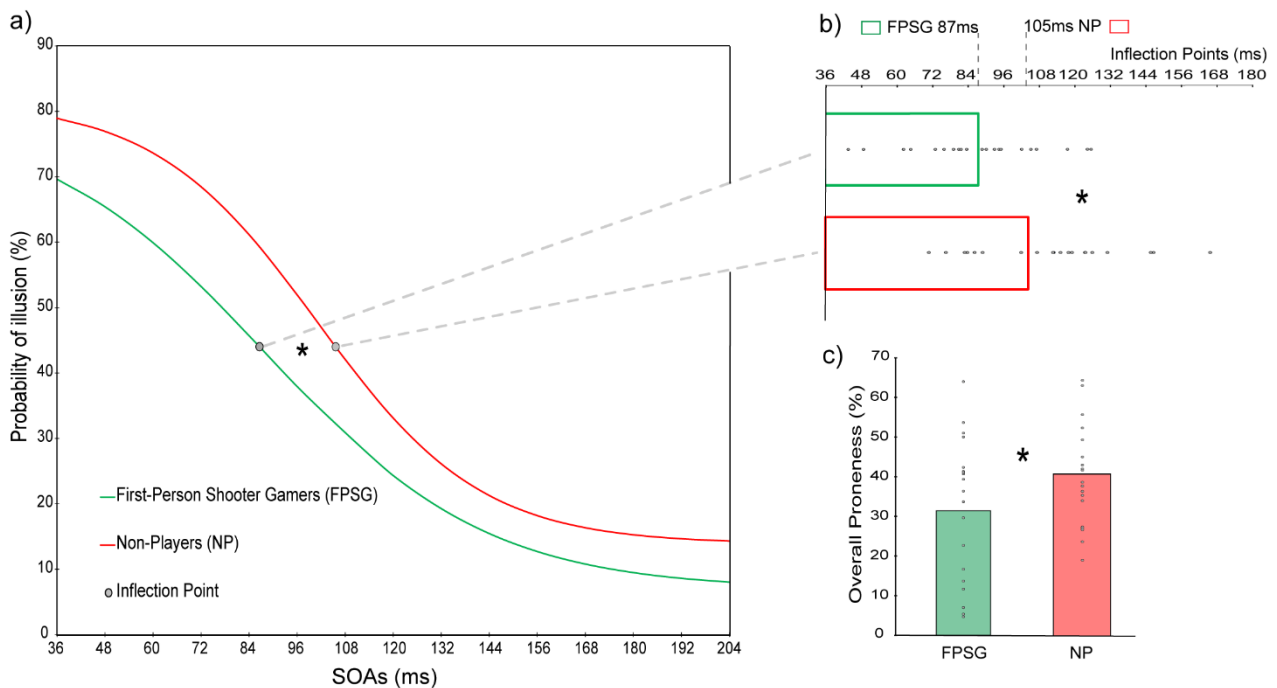 a)
90
80
70
60
50
40
30
20
10
0
Probability of illusion (%)
First-Person Shooter Gamers (FPSG)
Non-Players (NP)
Inflection Point
*
36 48 60 72 84 96 108 120 132 144 156 168 180 192 204
SOAs (ms)
b)
FPSG 87ms 105ms NP
Inflection Points (ms)
36 48 60 72 84 96 108 120 132 144 156 168 180
*
c)
70
60
50
40
30
20
10
0
Overall Proneness (%)
*
FPSG NP